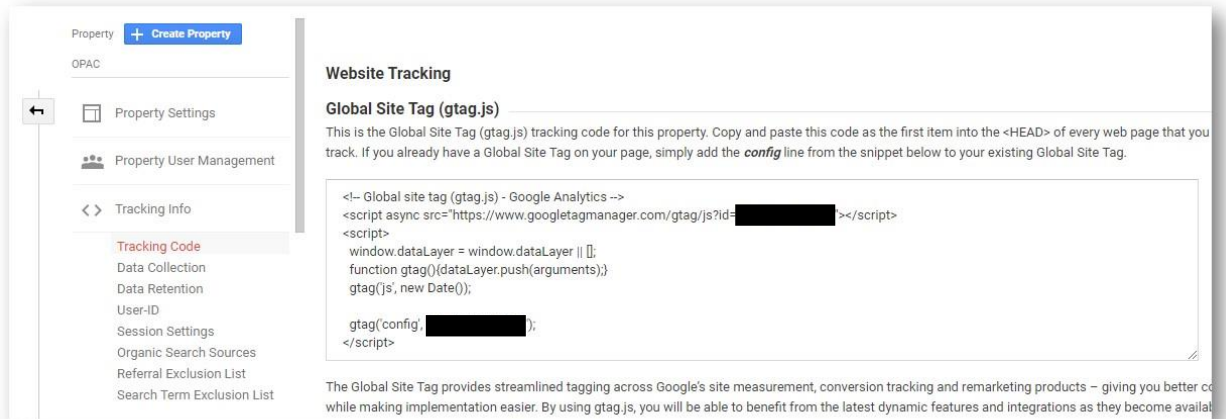 Property + Create Property
OPAC
Property Settings
Property User Management
< > Tracking Info
Tracking Code
Data Collection
Data Retention
User-ID
Session Settings
Organic Search Sources
Referral Exclusion List
Search Term Exclusion List
Website Tracking
Global Site Tag (gtag.js)
This is the Global Site Tag (gtag.js) tracking code for this property. Copy and paste this code as the first item into the <HEAD> of every web page that you
track. If you already have a Global Site Tag on your page, simply add the config line from the snippet below to your existing Global Site Tag.
<!-- Global site tag (gtag.js) - Google Analytics -->
<script async src="https://www.googletagmanager.com/gtag/js?id= "></script>
<script>
window.dataLayer = window.dataLayer || [];
function gtag(){dataLayer.push(arguments);}
gtag('js', new Date());
gtag('config', ');
</script>
The Global Site Tag provides streamlined tagging across Google's site measurement, conversion tracking and remarketing products – giving you better
while making implementation easier. By using gtag.js, you will be able to benefit from the latest dynamic features and integrations as they become